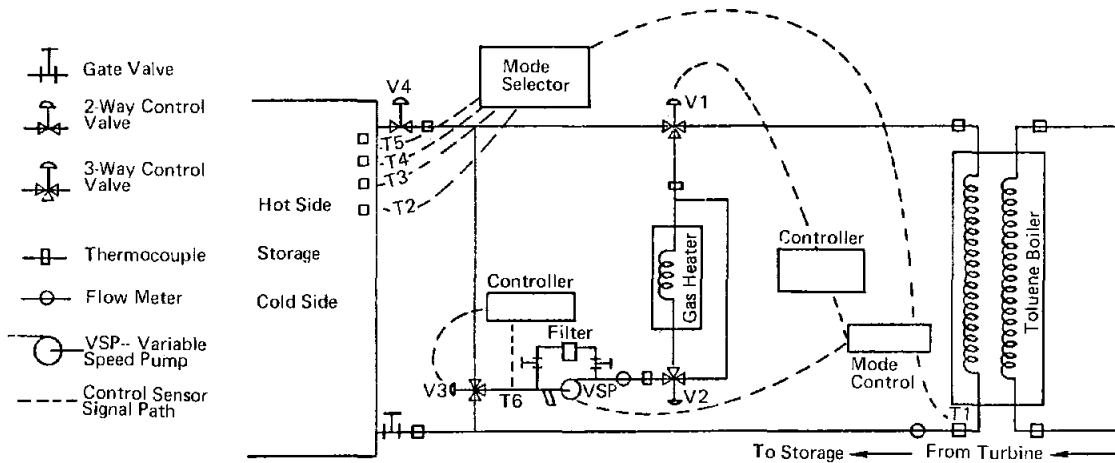 Gate Valve
2-Way Control
Valve
3-Way Control
Valve
Thermocouple
Flow Meter
VSP-- Variable
Speed Pump
Control Sensor
Signal Path
V4
Mode
Selector
V1
T5
T4
T3
T2
Hot Side
Storage
Cold Side
Controller
Filter
V3
T6
VSP
V2
Gas Heater
Controller
Mode
Control
T1
Toluene Boiler
To Storage
From Turbine